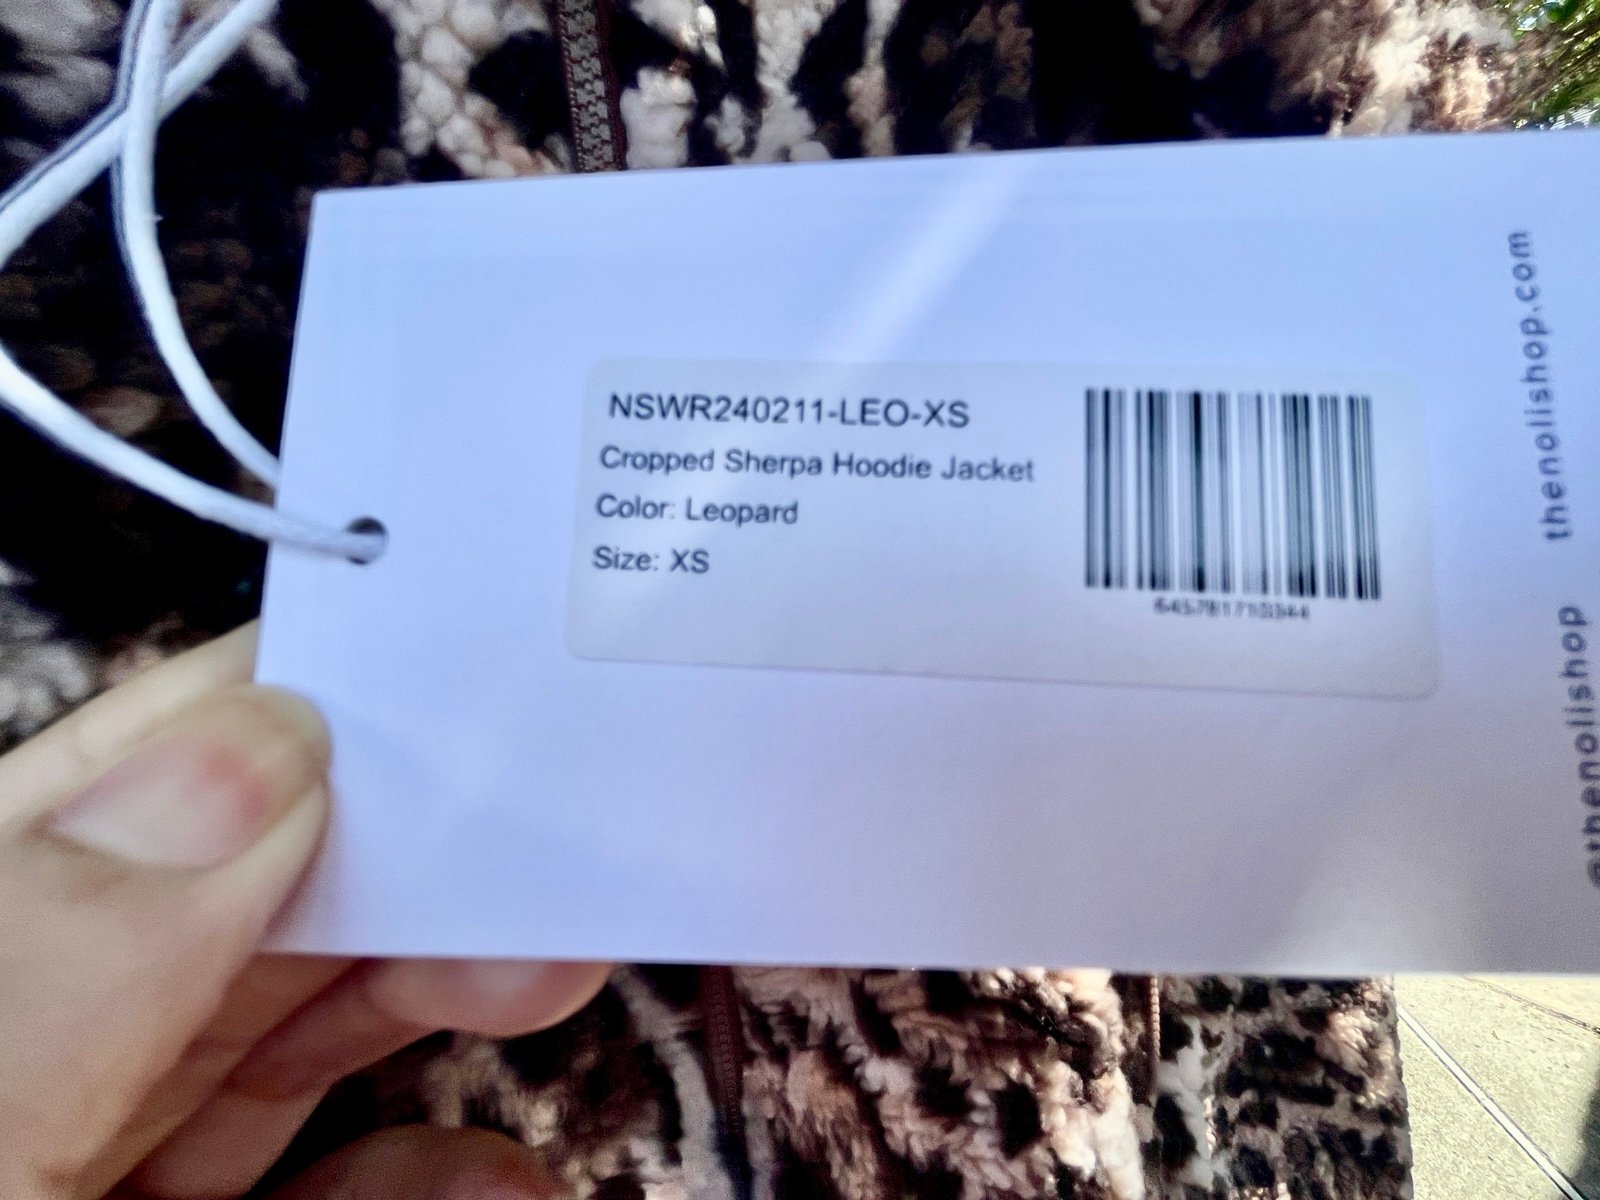 NSWR240211-LEO-XS
Cropped Sherpa Hoodie Jacket
Color: Leopard
Size: XS
thenolishop.com
@thenolishop